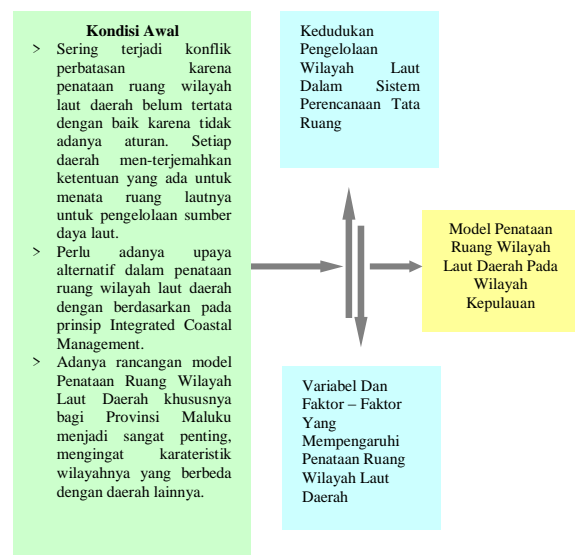 Kondisi Awal
> Sering terjadi konflik
perbatasan karena
penataan ruang wilayah
laut daerah belum tertata
dengan baik karena tidak
adanya aturan. Setiap
daerah men-terjemahkan
ketentuan yang ada untuk
menata ruang lautnya
untuk pengelolaan sumber
daya laut.
> Perlu adanya upaya
alternatif dalam penataan
ruang wilayah laut daerah
dengan berdasarkan pada
prinsip Integrated Coastal
Management.
> Adanya rancangan model
Penataan Ruang Wilayah
Laut Daerah khususnya
bagi Provinsi Maluku
menjadi sangat penting,
mengingat karateristik
wilayahnya yang berbeda
dengan daerah lainnya.
Kedudukan
Pengelolaan
Wilayah Laut
Dalam Sistem
Perencanaan Tata
Ruang
Model Penataan
Ruang Wilayah
Laut Daerah Pada
Wilayah
Kepulauan
Variabel Dan
Faktor – Faktor
Yang
Mempengaruhi
Penataan Ruang
Wilayah Laut
Daerah